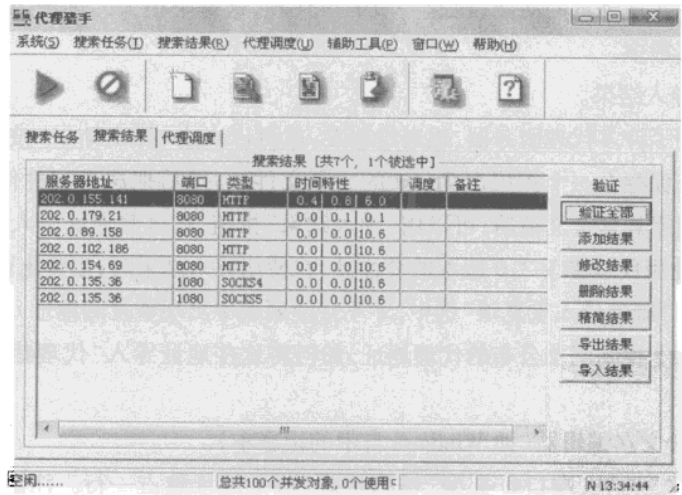 代理猎手
系统(S) 搜索任务(T) 搜索结果(R) 代理调度(U) 辅助工具(P) 窗口(W) 帮助(H)
搜索任务 搜索结果 代理调度
搜索结果 [共7个, 1个被选中]
服务器地址 端口 类型 时间特性 调度 备注
202.0.155.141 8080 HTTP 0.4| 0.8| 6.0
202.0.179.21 8080 HTTP 0.0| 0.1| 0.1
202.0.89.158 8080 HTTP 0.0| 0.0|10.6
202.0.102.186 8080 HTTP 0.0| 0.0|10.6
202.0.154.69 8080 HTTP 0.0| 0.0|10.6
202.0.135.36 1080 SOCKS4 0.0| 0.0|10.6
202.0.135.36 1080 SOCKS5 0.0| 0.0|10.6
验证
验证全部
添加结果
修改结果
删除结果
精简结果
导出结果
导入结果
空闲...... 总共100个并发对象, 0个使用中 N 13:34:44